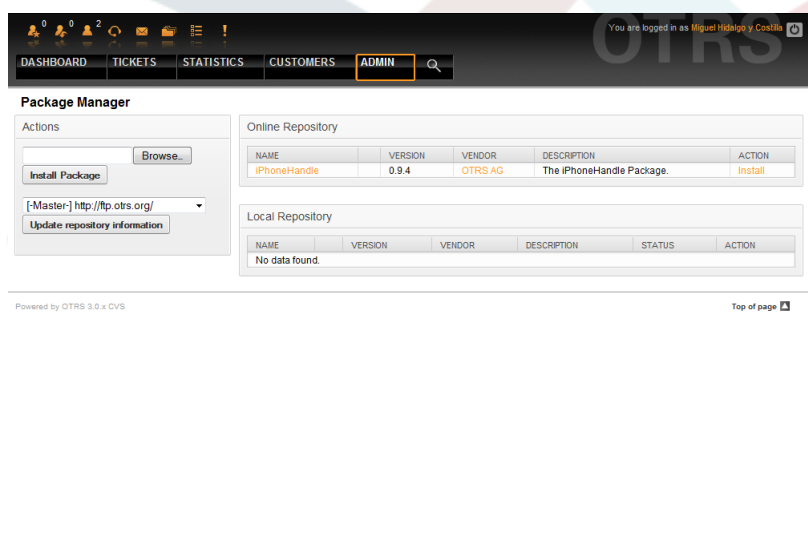 OTRS
0 0 2 !
You are logged in as Miguel Hidalgo y Costilla
DASHBOARD TICKETS STATISTICS CUSTOMERS ADMIN
Package Manager
Actions
Browse..
Install Package
[-Master-] http://ftp.otrs.org/
Update repository information
Online Repository
NAME VERSION VENDOR DESCRIPTION ACTION
iPhoneHandle 0.9.4 OTRS AG The iPhoneHandle Package. Install
Local Repository
NAME VERSION VENDOR DESCRIPTION STATUS ACTION
No data found.
Powered by OTRS 3.0.x CVS
Top of page